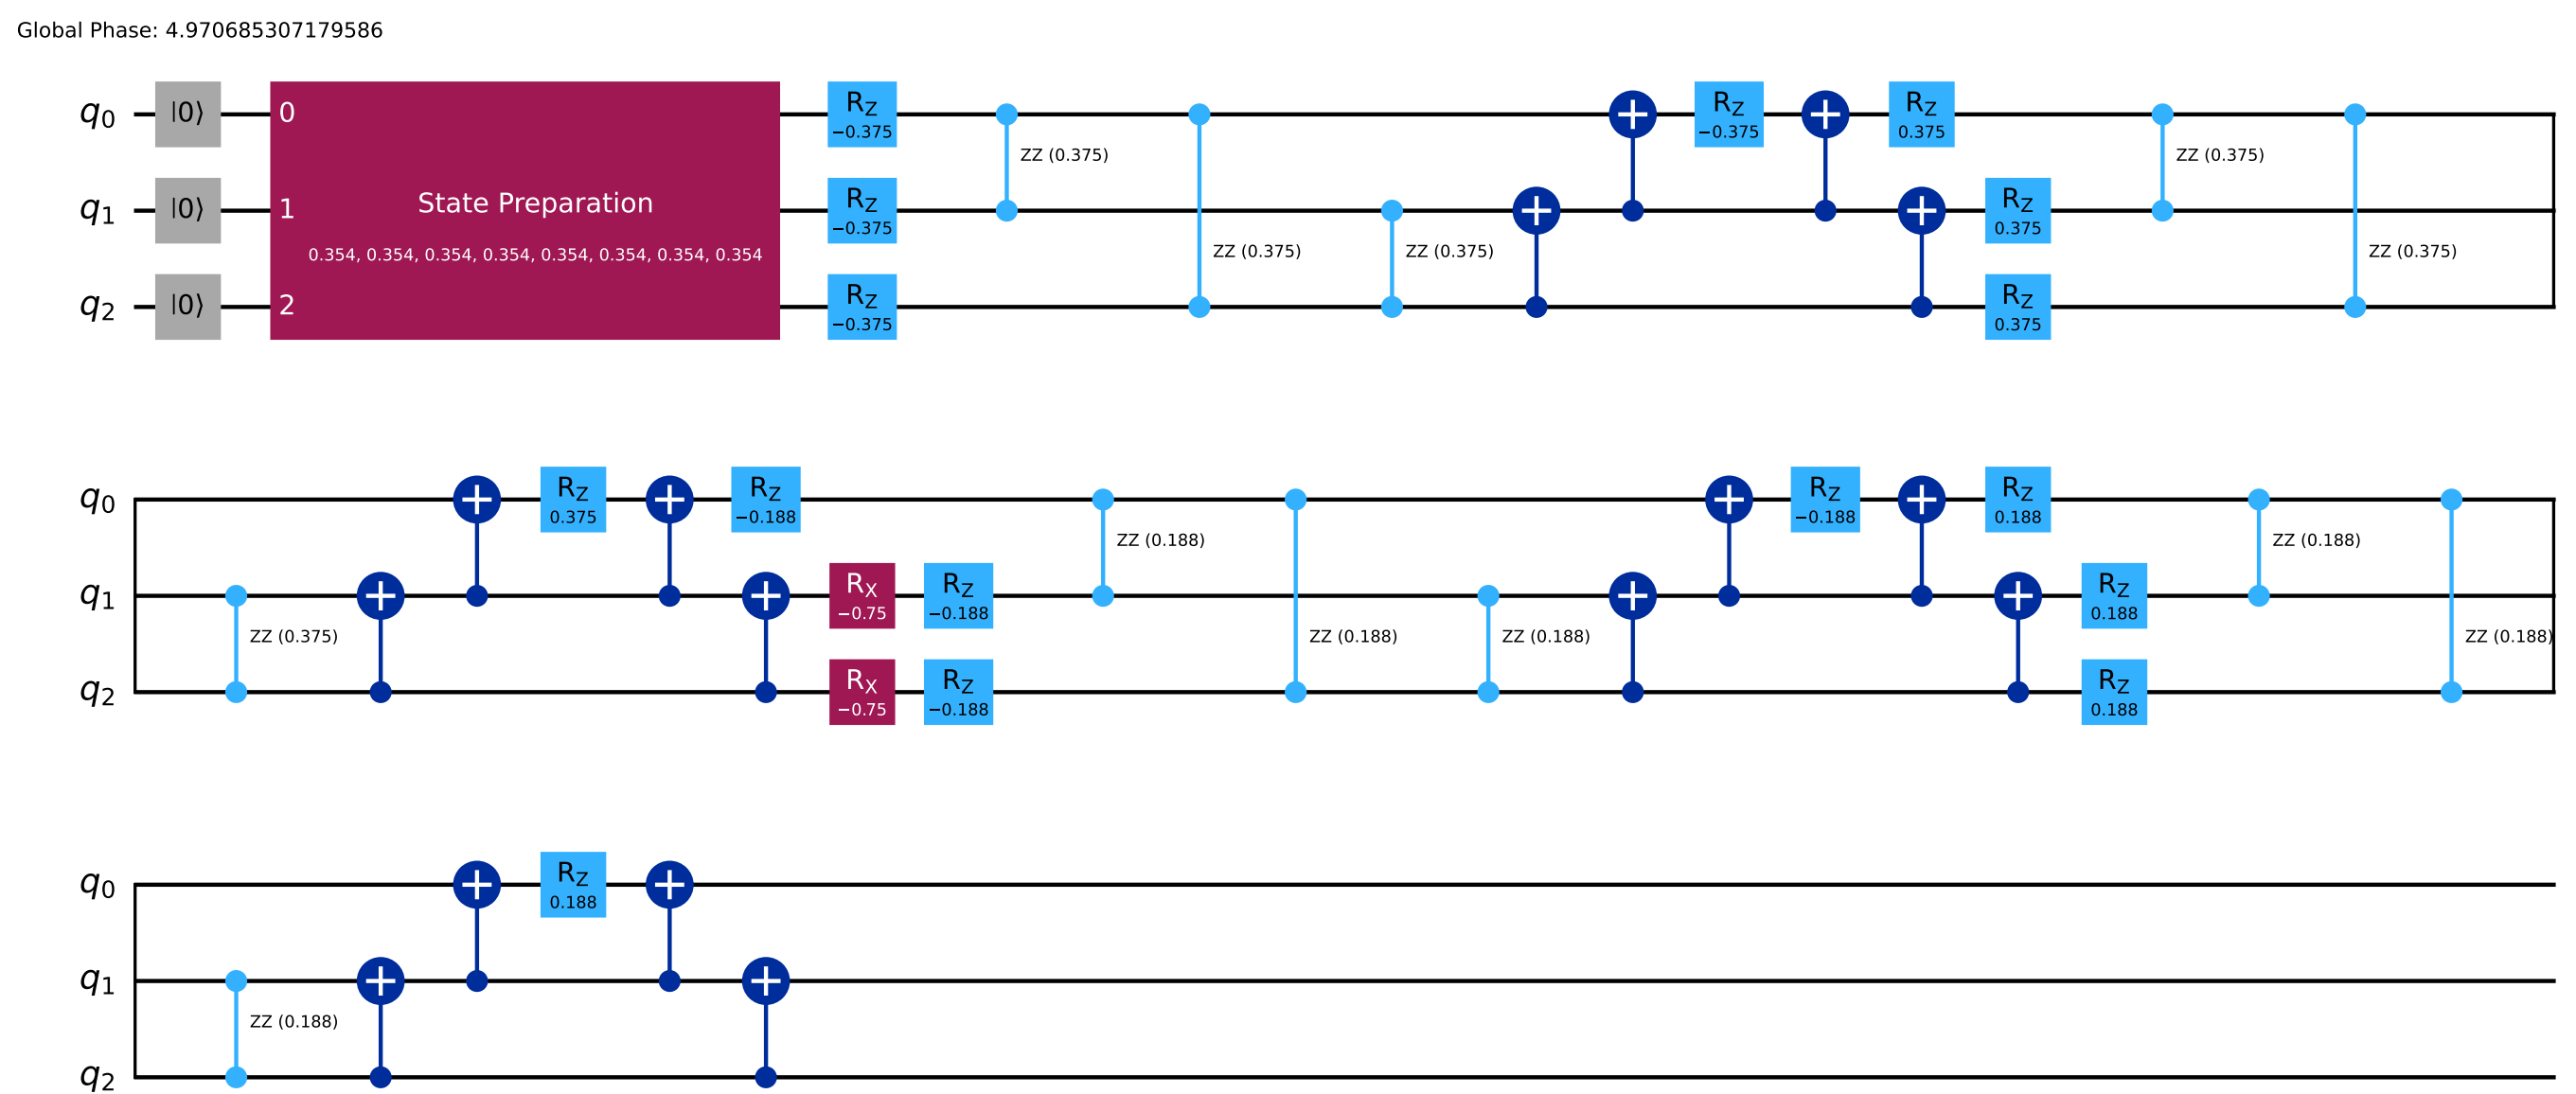 Global Phase: 4.970685307179586
q0 |0⟩ 0 RZ −0.375 RZ −0.375 RZ 0.375
ZZ (0.375) ZZ (0.375)
q1 |0⟩ 1 State Preparation RZ −0.375 RZ 0.375
0.354, 0.354, 0.354, 0.354, 0.354, 0.354, 0.354, 0.354 ZZ (0.375) ZZ (0.375) ZZ (0.375)
q2 |0⟩ 2 RZ −0.375 RZ 0.375
q0 RZ 0.375 RZ −0.188 RZ −0.188 RZ 0.188
ZZ (0.188) ZZ (0.188)
q1 RX −0.75 RZ −0.188 RZ 0.188
ZZ (0.375) ZZ (0.188) ZZ (0.188) ZZ (0.188)
q2 RX −0.75 RZ −0.188 RZ 0.188
q0 RZ 0.188
q1
ZZ (0.188)
q2